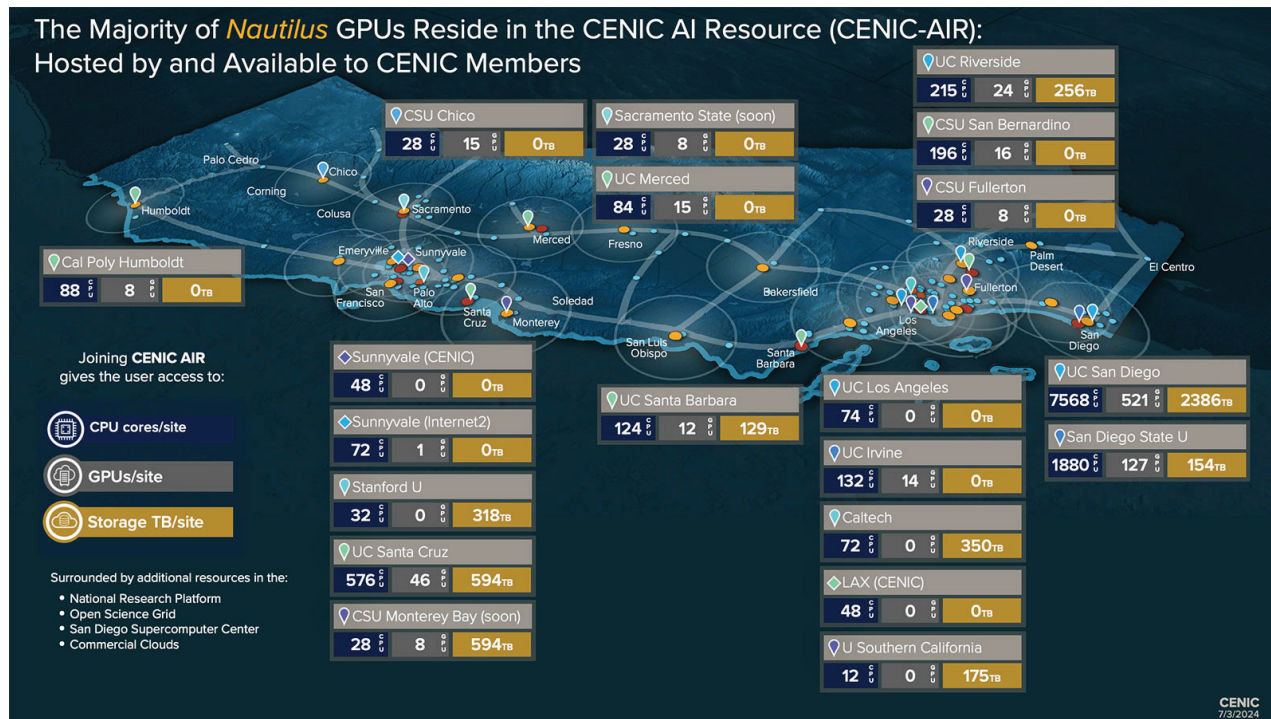 The Majority of Nautilus GPUs Reside in the CENIC AI Resource (CENIC-AIR):
Hosted by and Available to CENIC Members
UC Riverside
215 CPU 24 GPU 256TB
CSU San Bernardino
196 CPU 16 GPU 0TB
CSU Fullerton
28 CPU 8 GPU 0TB
CSU Chico
28 CPU 15 GPU 0TB
Sacramento State (soon)
28 CPU 8 GPU 0TB
UC Merced
84 CPU 15 GPU 0TB
Palo Cedro
Chico
Corning
Colusa
Humboldt
Sacramento
Merced
Fresno
Emeryville
Sunnyvale
San
Francisco
Palo
Alto
Santa
Cruz
Monterey
Soledad
San Luis
Obispo
Bakersfield
Santa
Barbara
Los
Angeles
Riverside
Palm
Desert
Fullerton
El Centro
San
Diego
Cal Poly Humboldt
88 CPU 8 GPU 0TB
Joining CENIC AIR
gives the user access to:
CPU cores/site
GPUs/site
Storage TB/site
Surrounded by additional resources in the:
• National Research Platform
• Open Science Grid
• San Diego Supercomputer Center
• Commercial Clouds
Sunnyvale (CENIC)
48 CPU 0 GPU 0TB
Sunnyvale (Internet2)
72 CPU 1 GPU 0TB
Stanford U
32 CPU 0 GPU 318TB
UC Santa Cruz
576 CPU 46 GPU 594TB
CSU Monterey Bay (soon)
28 CPU 8 GPU 594TB
UC Santa Barbara
124 CPU 12 GPU 129TB
UC Los Angeles
74 CPU 0 GPU 0TB
UC Irvine
132 CPU 14 GPU 0TB
Caltech
72 CPU 0 GPU 350TB
LAX (CENIC)
48 CPU 0 GPU 0TB
U Southern California
12 CPU 0 GPU 175TB
UC San Diego
7568 CPU 521 GPU 2386TB
San Diego State U
1880 CPU 127 GPU 154TB
CENIC
7/3/2024